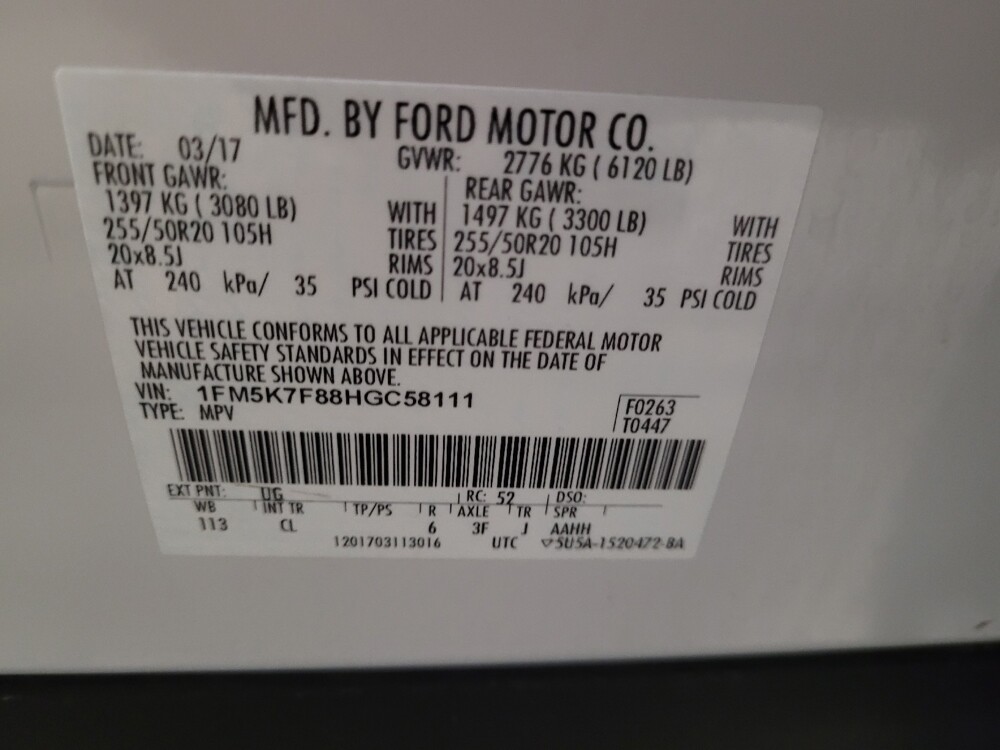 MFD. BY FORD MOTOR CO.
DATE: 03/17 GVWR: 2776 KG ( 6120 LB)
FRONT GAWR: REAR GAWR:
1397 KG ( 3080 LB) WITH 1497 KG ( 3300 LB) WITH
255/50R20 105H TIRES 255/50R20 105H TIRES
20x8.5J RIMS 20x8.5J RIMS
AT 240 kPa/ 35 PSI COLD AT 240 kPa/ 35 PSI COLD
THIS VEHICLE CONFORMS TO ALL APPLICABLE FEDERAL MOTOR
VEHICLE SAFETY STANDARDS IN EFFECT ON THE DATE OF
MANUFACTURE SHOWN ABOVE.
VIN: 1FM5K7F88HGC58111
TYPE: MPV
F0263
T0447
EXT PNT: UG RC: 52 DSO:
WB INT TR TP/PS R AXLE TR SPR
113 CL 6 3F J AAHH
1201703113016 UTC ▽5U5A-1520472-BA